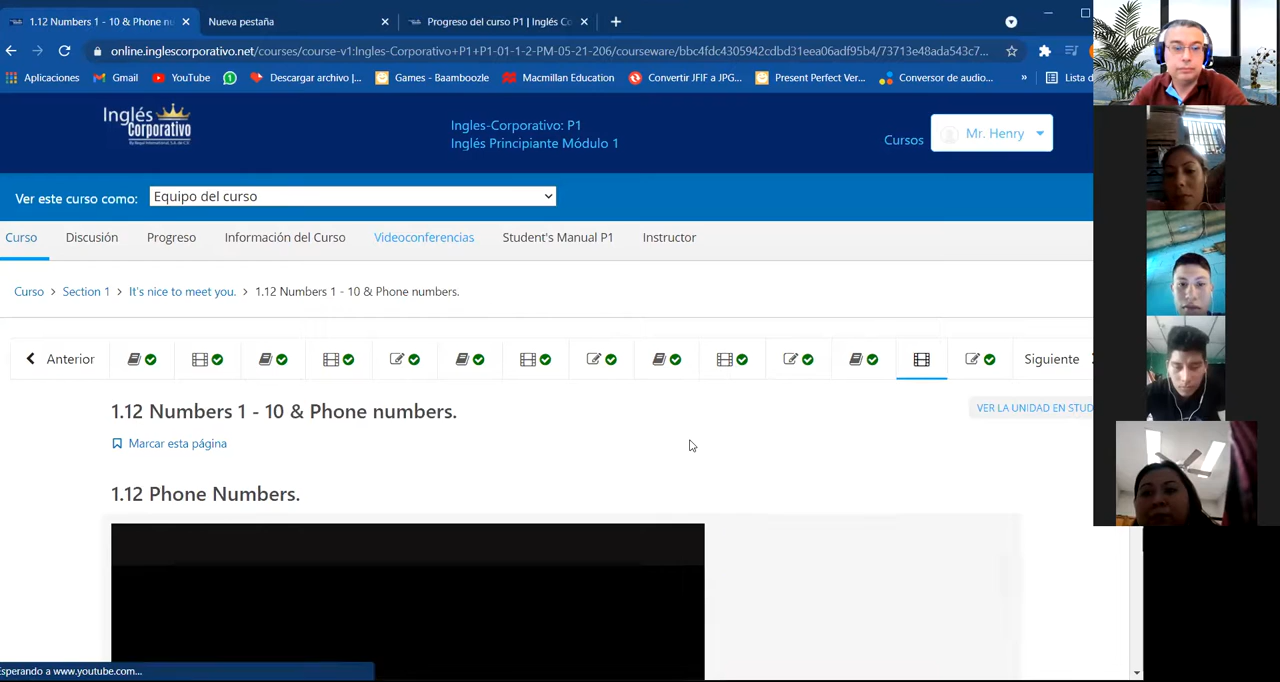 1.12 Numbers 1 - 10 & Phone nu
Nueva pestaña
Progreso del curso P1 | Inglés Co
online.inglescorporativo.net/courses/course-v1:Ingles-Corporativo+P1+P1-01-1-2-PM-05-21-206/courseware/bbc4fdc4305942cdbd31eea06adf95b4/73713e48ada543c7...
Aplicaciones
Gmail
YouTube
Descargar archivo |...
Games - Baamboozle
Macmillan Education
Convertir JFIF a JPG...
Present Perfect Ver...
Conversor de audio...
»
Lista d
Inglés
Corporativo
Ingles-Corporativo: P1
Inglés Principiante Módulo 1
Cursos
Mr. Henry
Ver este curso como:
Equipo del curso
Curso
Discusión
Progreso
Información del Curso
Videoconferencias
Student's Manual P1
Instructor
Curso > Section 1 > It's nice to meet you. > 1.12 Numbers 1 - 10 & Phone numbers.
Anterior
Siguiente
1.12 Numbers 1 - 10 & Phone numbers.
VER LA UNIDAD EN STUD
Marcar esta página
1.12 Phone Numbers.
Esperando a www.youtube.com...